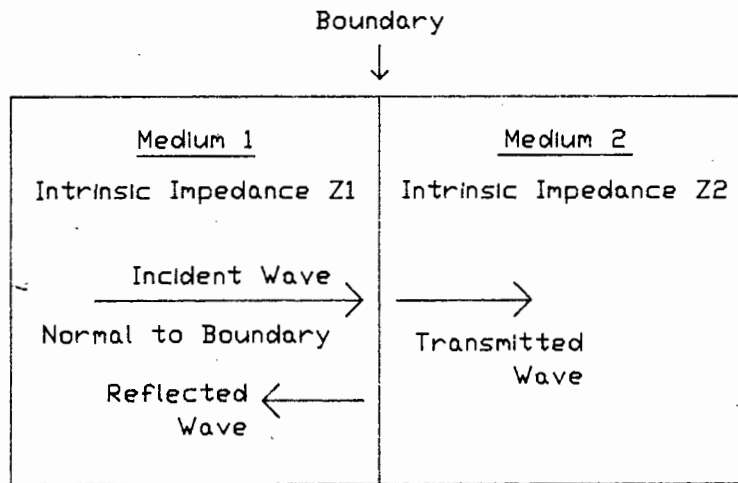 Boundary
Medium 1
Intrinsic Impedance Z1
Incident Wave
Normal to Boundary
Reflected
Wave
Medium 2
Intrinsic Impedance Z2
Transmitted
Wave